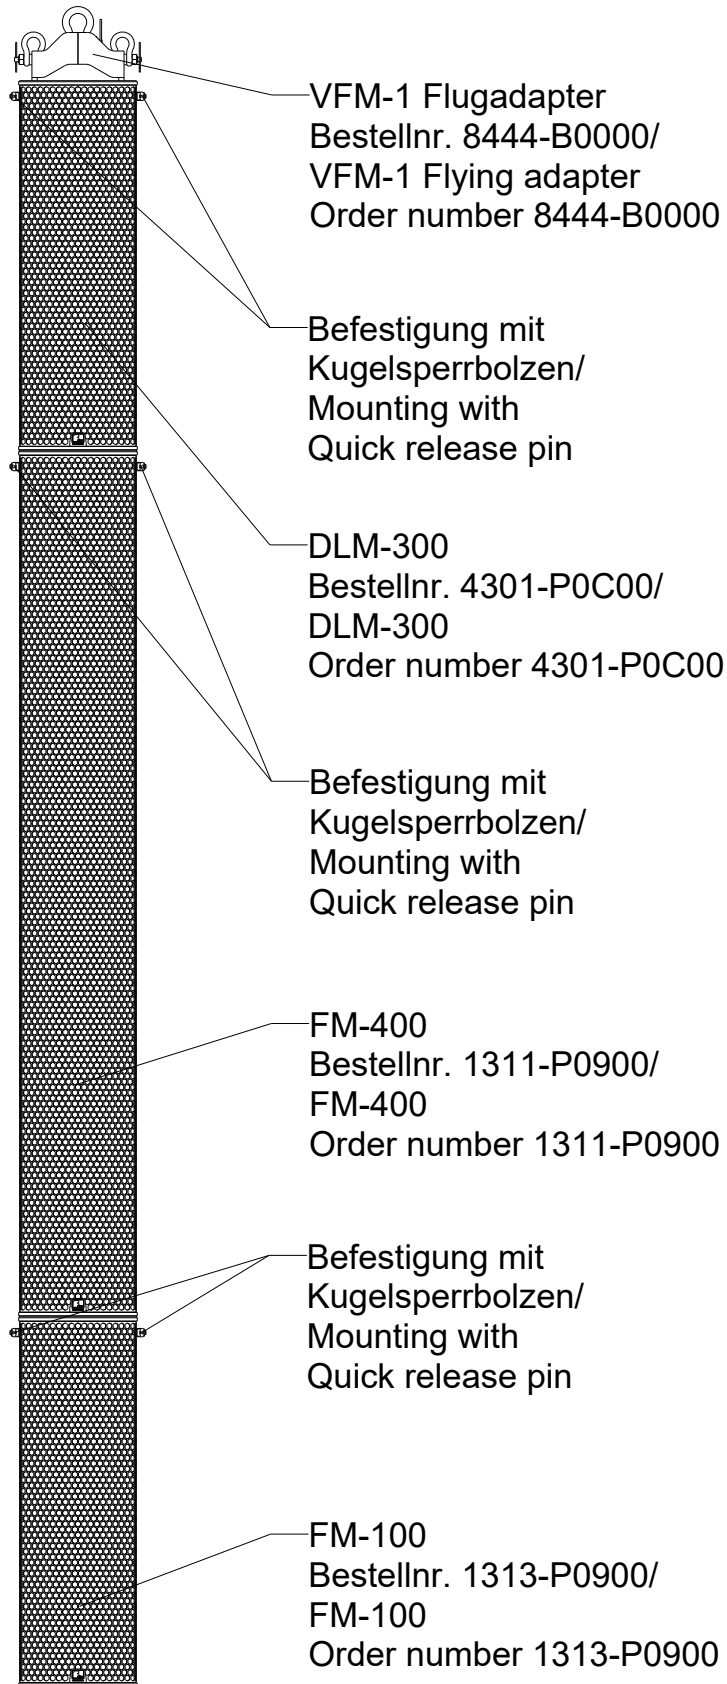 VFM-1 Flugadapter
Bestellnr. 8444-B0000/
VFM-1 Flying adapter
Order number 8444-B0000
Befestigung mit
Kugelsperrbolzen/
Mounting with
Quick release pin
DLM-300
Bestellnr. 4301-P0C00/
DLM-300
Order number 4301-P0C00
Befestigung mit
Kugelsperrbolzen/
Mounting with
Quick release pin
FM-400
Bestellnr. 1311-P0900/
FM-400
Order number 1311-P0900
Befestigung mit
Kugelsperrbolzen/
Mounting with
Quick release pin
FM-100
Bestellnr. 1313-P0900/
FM-100
Order number 1313-P0900